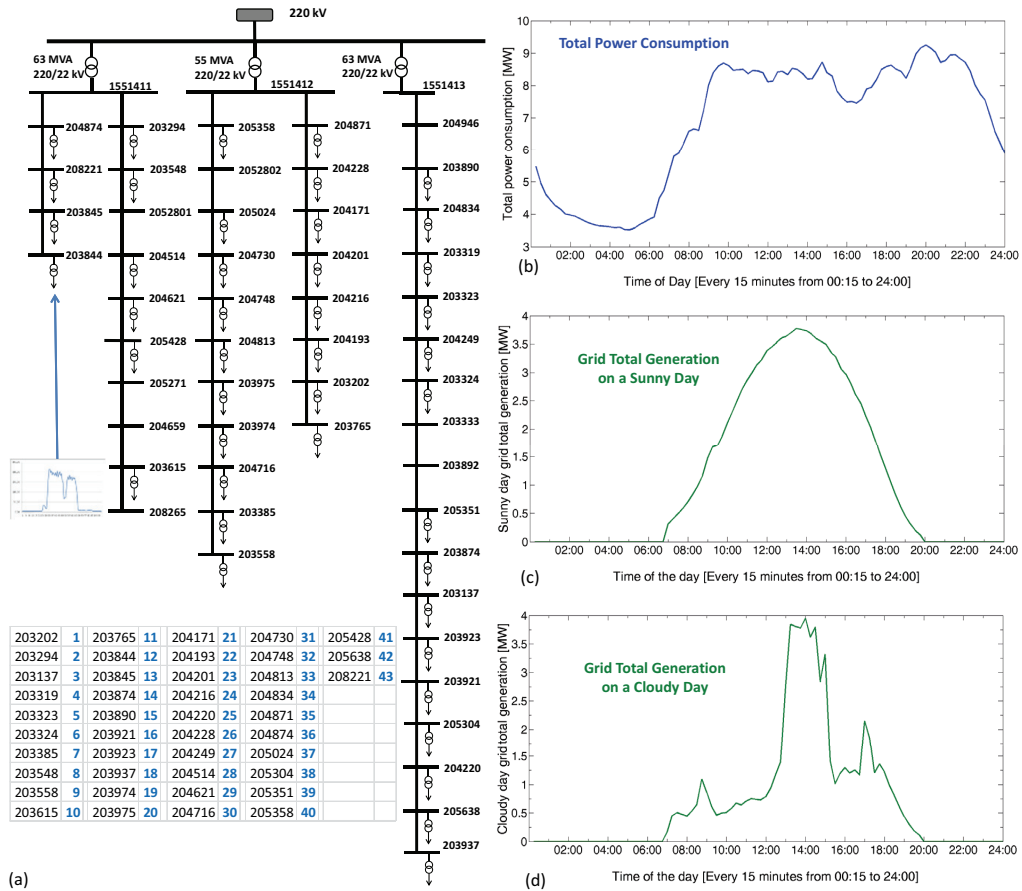 220 kV
63 MVA
220/22 kV
55 MVA
220/22 kV
63 MVA
220/22 kV
1551411
1551412
1551413
204874
208221
203845
203844
203294
203548
2052801
204514
204621
205428
205271
204659
203615
208265
205358
2052802
205024
204730
204748
204813
203975
203974
204716
203385
203558
204871
204228
204171
204201
204216
204193
203202
203765
204946
203890
204834
203319
203323
204249
203324
203333
203892
205351
203874
203137
203923
203921
205304
204220
205638
203937
203202 1 203765 11 204171 21 204730 31 205428 41
203294 2 203844 12 204193 22 204748 32 205638 42
203137 3 203845 13 204201 23 204813 33 208221 43
203319 4 203874 14 204216 24 204834 34
203323 5 203890 15 204220 25 204871 35
203324 6 203921 16 204228 26 204874 36
203385 7 203923 17 204249 27 205024 37
203548 8 203937 18 204514 28 205304 38
203558 9 203974 19 204621 29 205351 39
203615 10 203975 20 204716 30 205358 40
(a)
Total Power Consumption
Total power consumption [MW]
10
9
8
7
6
5
4
3
02:00 04:00 06:00 08:00 10:00 12:00 14:00 16:00 18:00 20:00 22:00 24:00
(b)
Time of Day [Every 15 minutes from 00:15 to 24:00]
Grid Total Generation
on a Sunny Day
Sunny day grid total generation [MW]
4
3.5
3
2.5
2
1.5
1
0.5
0
02:00 04:00 06:00 08:00 10:00 12:00 14:00 16:00 18:00 20:00 22:00 24:00
(c)
Time of the day [Every 15 minutes from 00:15 to 24:00]
Grid Total Generation
on a Cloudy Day
Cloudy day grid total generation [MW]
4
3.5
3
2.5
2
1.5
1
0.5
0
02:00 04:00 06:00 08:00 10:00 12:00 14:00 16:00 18:00 20:00 22:00 24:00
(d)
Time of the day [Every 15 minutes from 00:15 to 24:00]